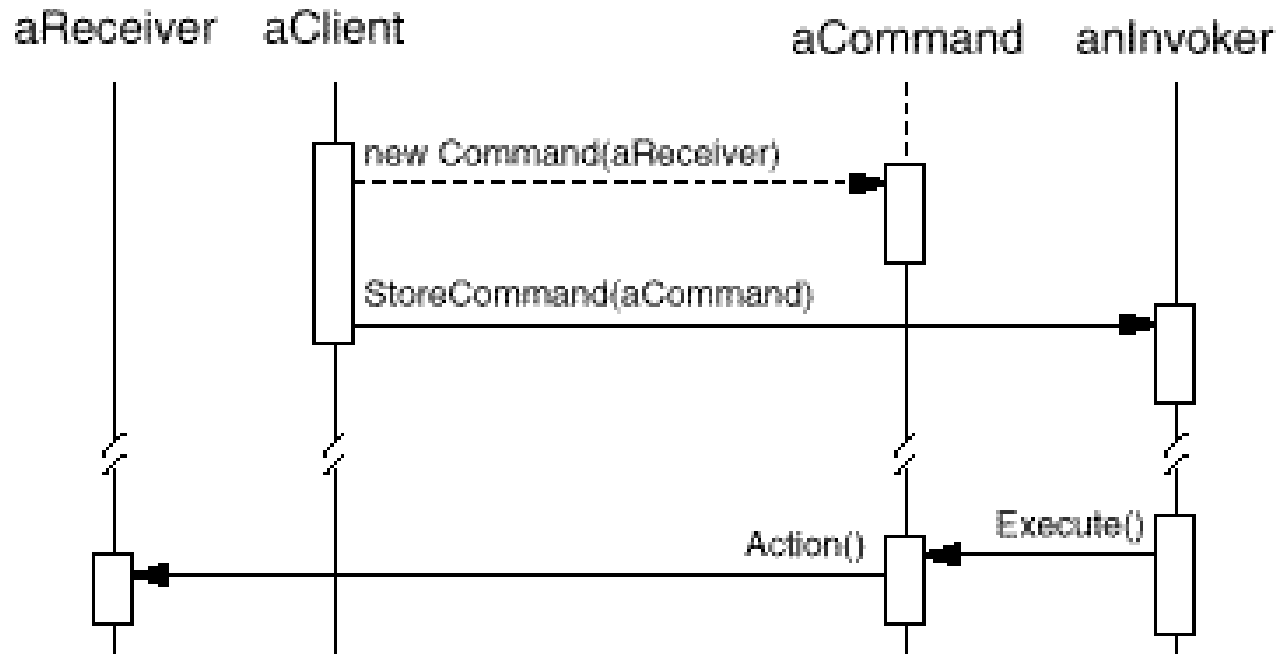 aReceiver
aClient
aCommand
anInvoker
new Command(aReceiver)
StoreCommand(aCommand)
Execute()
Action()